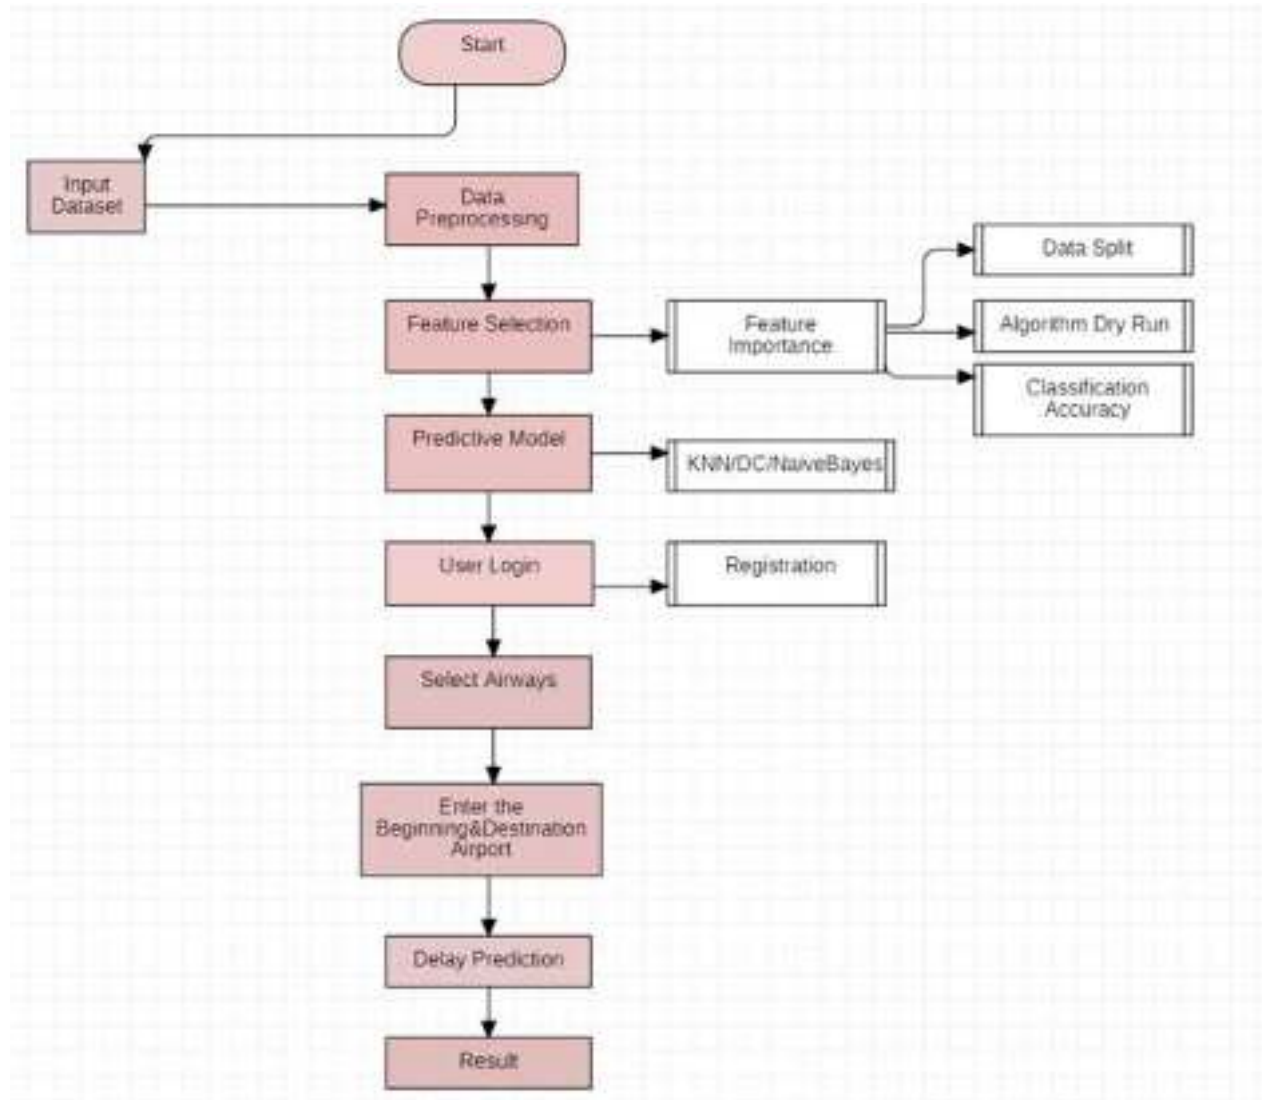 Start
Input
Dataset
Data
Preprocessing
Data Split
Feature Selection
Feature
Importance
Algorithm Dry Run
Classification
Accuracy
Predictive Model
KNN/DC/NaiveBayes
User Login
Registration
Select Airways
Enter the
Beginning&Destination
Airport
Delay Prediction
Result